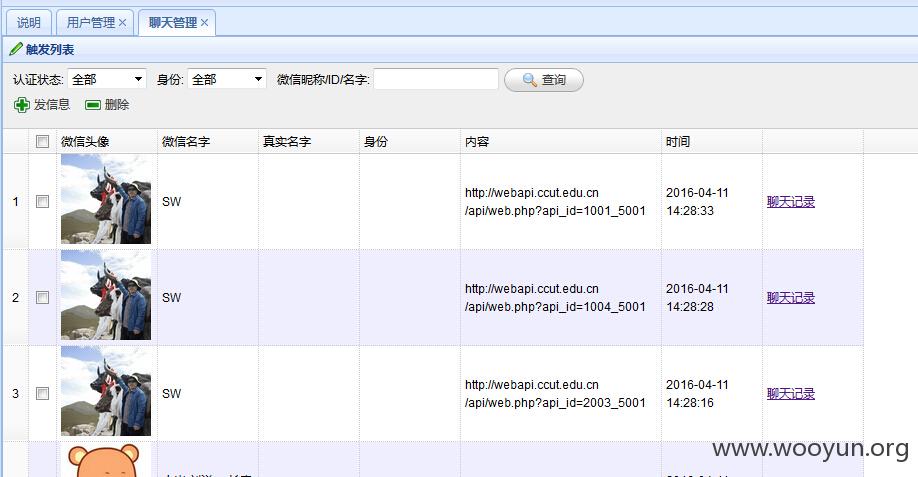 说明 用户管理 聊天管理
触发列表
认证状态: 全部 身份: 全部 微信昵称/ID/名字: 查询
发信息 删除
微信头像 微信名字 真实名字 身份 内容 时间
1 SW http://webapi.ccut.edu.cn 2016-04-11 聊天记录
/api/web.php?api_id=1001_5001 14:28:33
2 SW http://webapi.ccut.edu.cn 2016-04-11 聊天记录
/api/web.php?api_id=1004_5001 14:28:28
3 SW http://webapi.ccut.edu.cn 2016-04-11 聊天记录
/api/web.php?api_id=2003_5001 14:28:16
www.wooyun.org